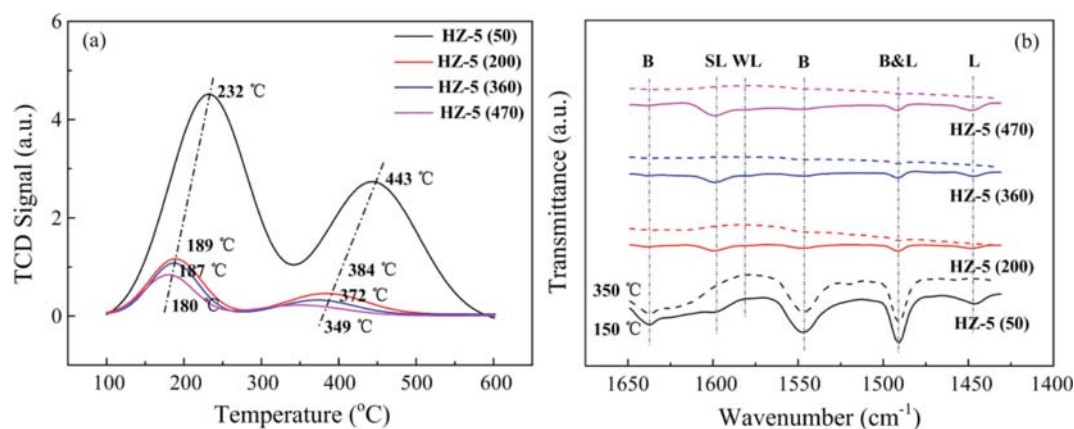 (a)
HZ-5 (50)
HZ-5 (200)
HZ-5 (360)
HZ-5 (470)
232 ℃
443 ℃
189 ℃
187 ℃
180 ℃
384 ℃
372 ℃
349 ℃
6
4
2
0
TCD Signal (a.u.)
100 200 300 400 500 600
Temperature (°C)
(b)
B SL WL B B&L L
HZ-5 (470)
HZ-5 (360)
HZ-5 (200)
350 ℃
150 ℃
HZ-5 (50)
Transmittance (a.u.)
1650 1600 1550 1500 1450 1400
Wavenumber (cm⁻¹)